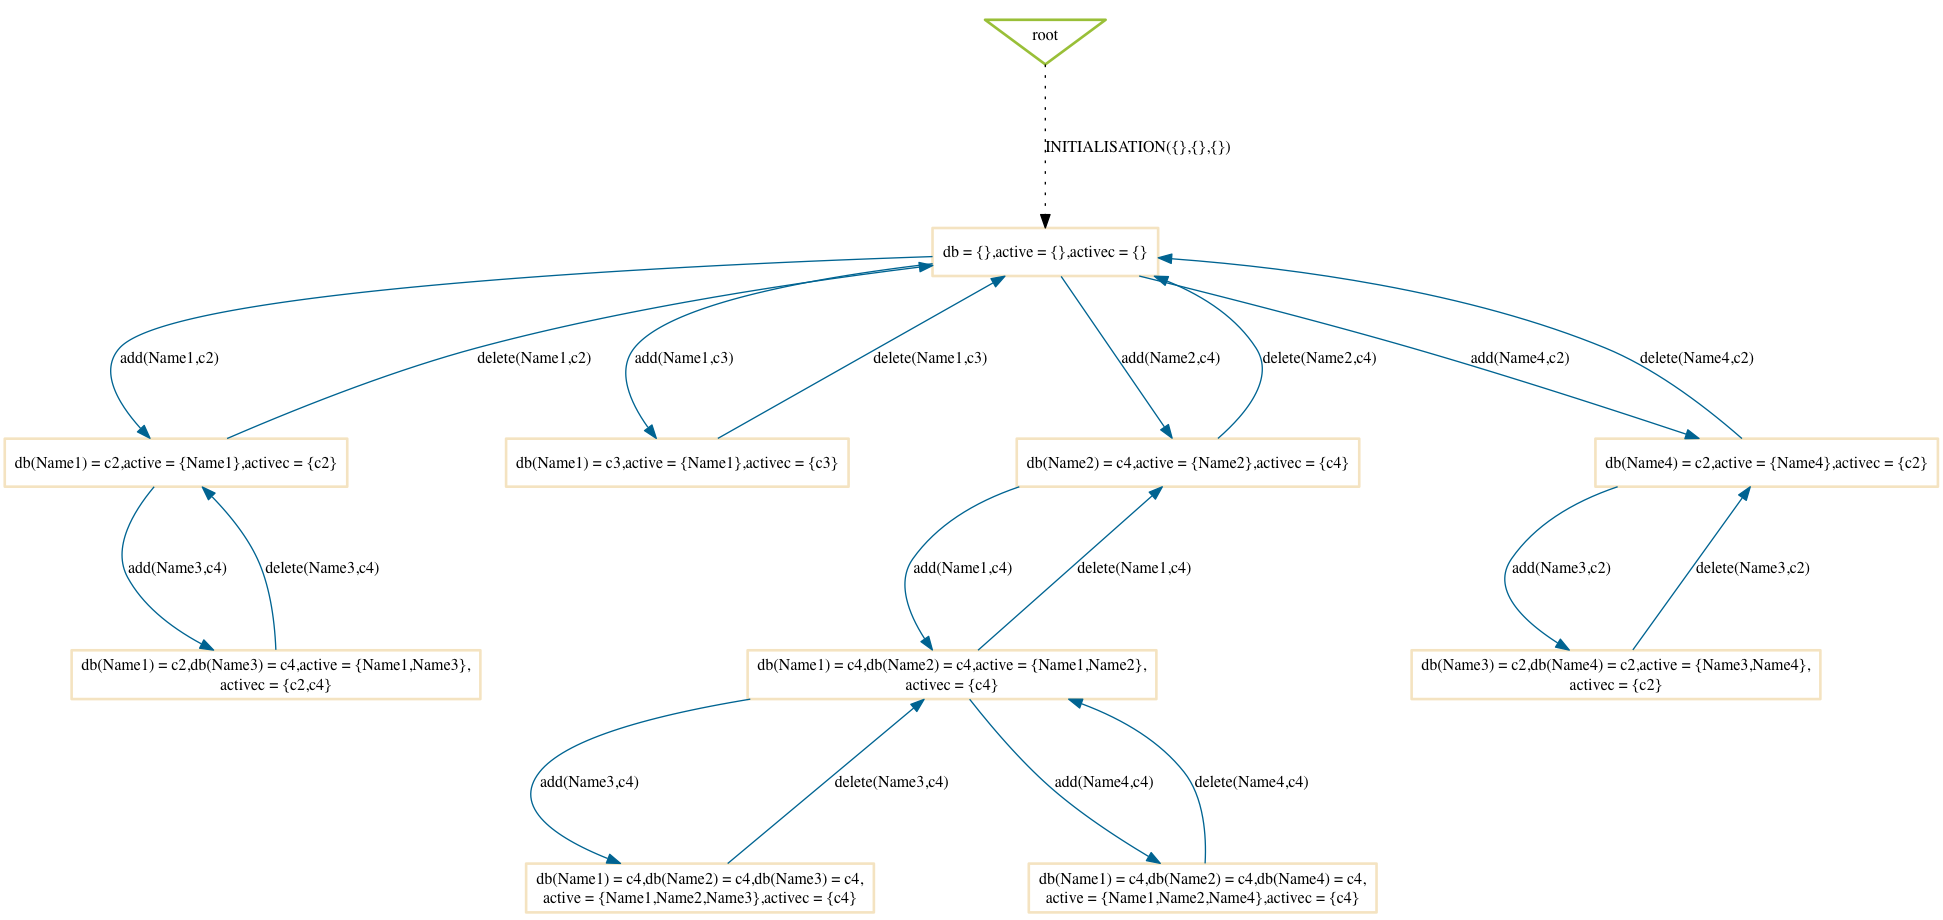 root
INITIALISATION({},{},{})
db = {},active = {},activec = {}
add(Name1,c2)
delete(Name1,c2)
add(Name1,c3)
delete(Name1,c3)
add(Name2,c4)
delete(Name2,c4)
add(Name4,c2)
delete(Name4,c2)
db(Name1) = c2,active = {Name1},activec = {c2}
db(Name1) = c3,active = {Name1},activec = {c3}
db(Name2) = c4,active = {Name2},activec = {c4}
db(Name4) = c2,active = {Name4},activec = {c2}
add(Name3,c4)
delete(Name3,c4)
add(Name1,c4)
delete(Name1,c4)
add(Name3,c2)
delete(Name3,c2)
db(Name1) = c2,db(Name3) = c4,active = {Name1,Name3},
activec = {c2,c4}
db(Name1) = c4,db(Name2) = c4,active = {Name1,Name2},
activec = {c4}
db(Name3) = c2,db(Name4) = c2,active = {Name3,Name4},
activec = {c2}
add(Name3,c4)
delete(Name3,c4)
add(Name4,c4)
delete(Name4,c4)
db(Name1) = c4,db(Name2) = c4,db(Name3) = c4,
active = {Name1,Name2,Name3},activec = {c4}
db(Name1) = c4,db(Name2) = c4,db(Name4) = c4,
active = {Name1,Name2,Name4},activec = {c4}